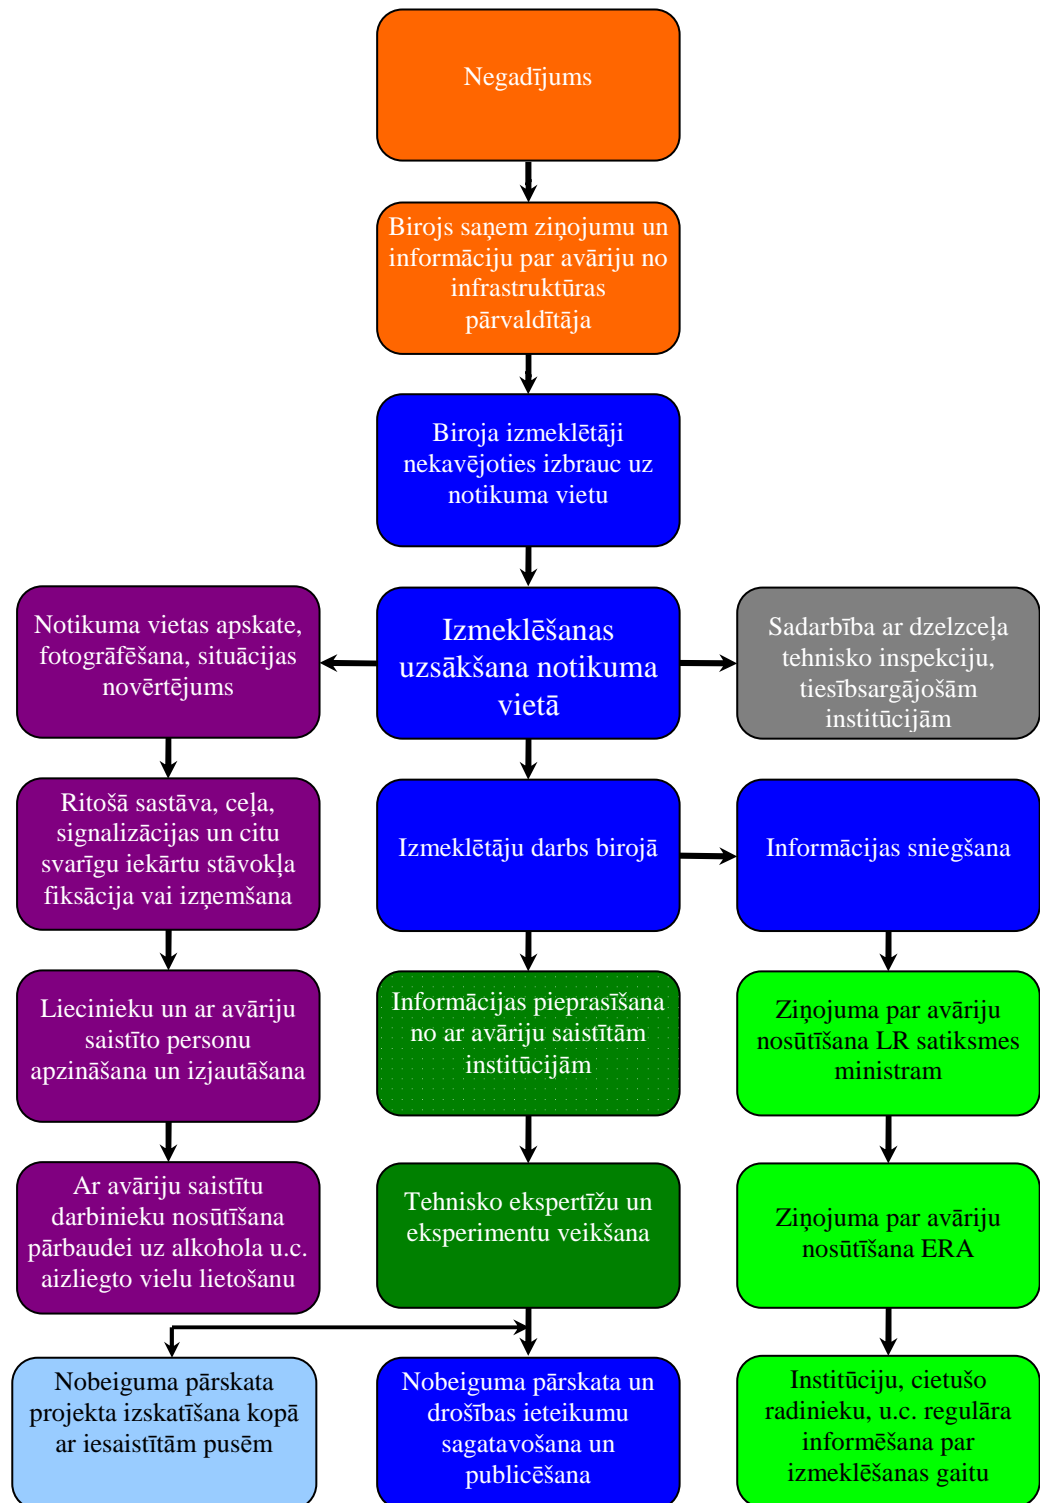 Negadījums
Birojs saņem ziņojumu un
informāciju par avāriju no
infrastruktūras
pārvaldītāja
Biroja izmeklētāji
nekavējoties izbrauc uz
notikuma vietu
Notikuma vietas apskate,
fotogrāfēšana, situācijas
novērtējums
Izmeklēšanas
uzsākšana notikuma
vietā
Sadarbība ar dzelzceļa
tehnisko inspekciju,
tiesībsargājošām
institūcijām
Ritošā sastāva, ceļa,
signalizācijas un citu
svarīgu iekārtu stāvokļa
fiksācija vai izņemšana
Izmeklētāju darbs birojā
Informācijas sniegšana
Liecinieku un ar avāriju
saistīto personu
apzināšana un izjautāšana
Informācijas pieprasīšana
no ar avāriju saistītām
institūcijām
Ziņojuma par avāriju
nosūtīšana LR satiksmes
ministram
Ar avāriju saistītu
darbinieku nosūtīšana
pārbaudei uz alkohola u.c.
aizliegto vielu lietošanu
Tehnisko ekspertīžu un
eksperimentu veikšana
Ziņojuma par avāriju
nosūtīšana ERA
Nobeiguma pārskata
projekta izskatīšana kopā
ar iesaistītām pusēm
Nobeiguma pārskata un
drošības ieteikumu
sagatavošana un
publicēšana
Institūciju, cietušo
radinieku, u.c. regulāra
informēšana par
izmeklēšanas gaitu